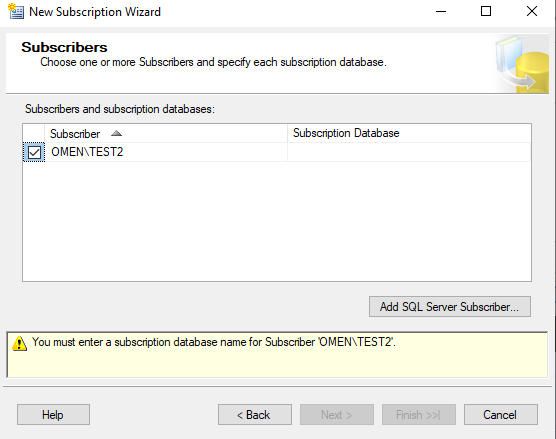 New Subscription Wizard
Subscribers
Choose one or more Subscribers and specify each subscription database.
Subscribers and subscription databases:
Subscriber Subscription Database
OMEN\TEST2
Add SQL Server Subscriber...
You must enter a subscription database name for Subscriber 'OMEN\TEST2'.
Help < Back Next > Finish >>| Cancel